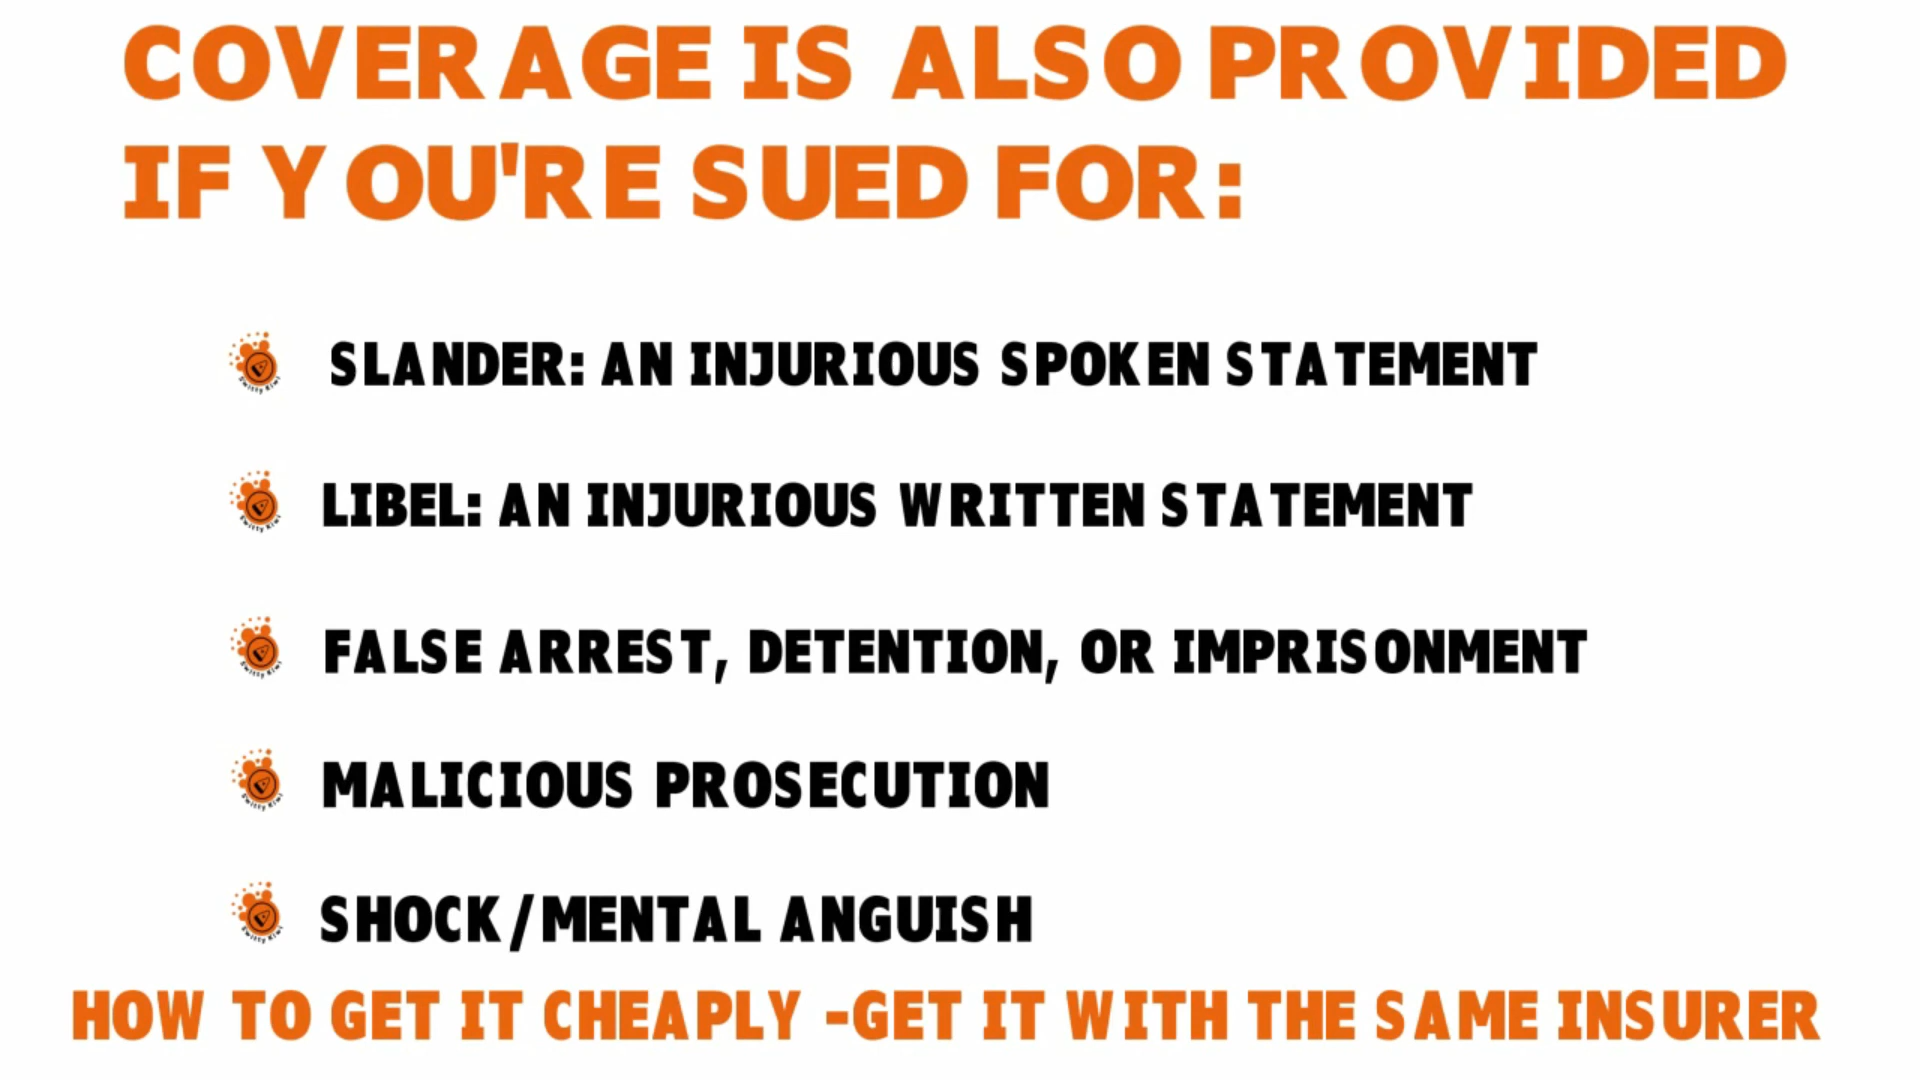 COVERAGE IS ALSO PROVIDED
IF YOU'RE SUED FOR:
SLANDER: AN INJURIOUS SPOKEN STATEMENT
LIBEL: AN INJURIOUS WRITTEN STATEMENT
FALSE ARREST, DETENTION, OR IMPRISONMENT
MALICIOUS PROSECUTION
SHOCK/MENTAL ANGUISH
HOW TO GET IT CHEAPLY -GET IT WITH THE SAME INSURER